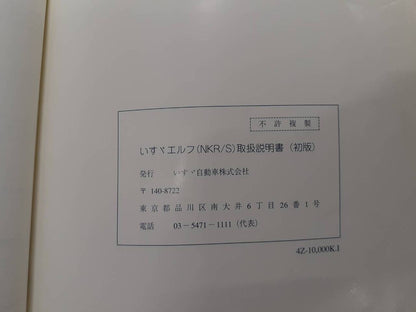 不許複製
いすゞエルフ(NKR/S)取扱説明書(初版)
発行 いすゞ自動車株式会社
〒140-8722
東京都品川区南大井6丁目26番1号
電話 03-5471-1111(代表)
4Z-10,000K.I